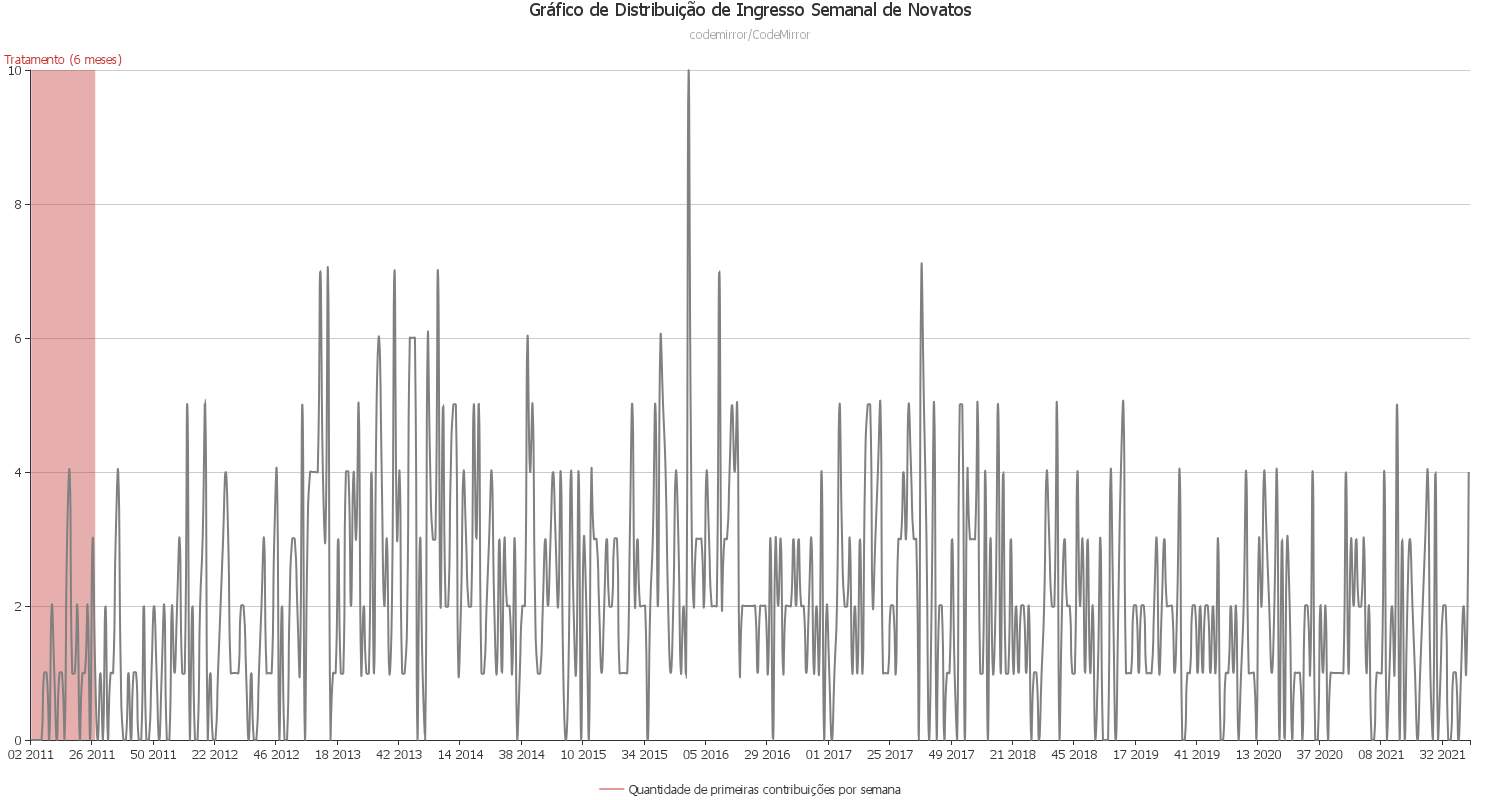 Gráfico de Distribuição de Ingresso Semanal de Novatos
codemirror/CodeMirror
Tratamento (6 meses)
10
8
6
4
2
0
02 2011 26 2011 50 2011 22 2012 46 2012 18 2013 42 2013 14 2014 38 2014 10 2015 34 2015 05 2016 29 2016 01 2017 25 2017 49 2017 21 2018 45 2018 17 2019 41 2019 13 2020 37 2020 08 2021 32 2021
Quantidade de primeiras contribuições por semana